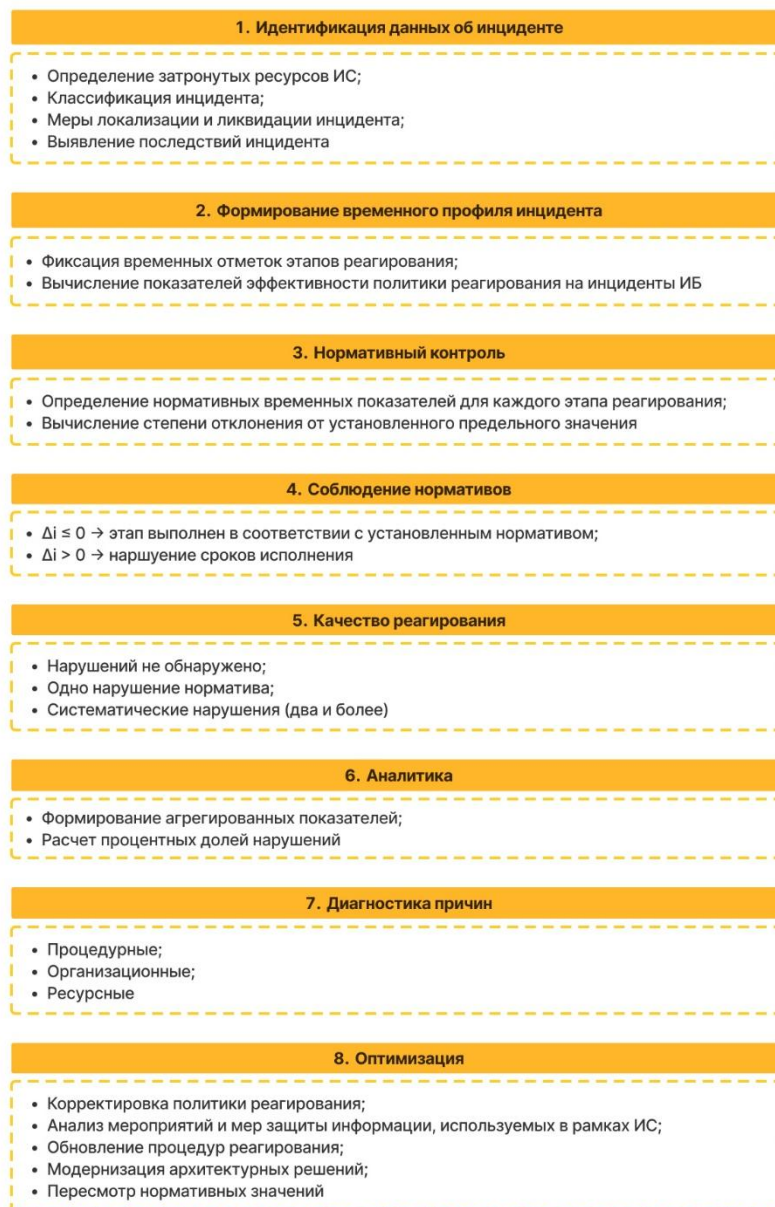 1. Идентификация данных об инциденте
• Определение затронутых ресурсов ИС;
• Классификация инцидента;
• Меры локализации и ликвидации инцидента;
• Выявление последствий инцидента
2. Формирование временного профиля инцидента
• Фиксация временных отметок этапов реагирования;
• Вычисление показателей эффективности политики реагирования на инциденты ИБ
3. Нормативный контроль
• Определение нормативных временных показателей для каждого этапа реагирования;
• Вычисление степени отклонения от установленного предельного значения
4. Соблюдение нормативов
• Δi ≤ 0 → этап выполнен в соответствии с установленным нормативом;
• Δi > 0 → наршуение сроков исполнения
5. Качество реагирования
• Нарушений не обнаружено;
• Одно нарушение норматива;
• Систематические нарушения (два и более)
6. Аналитика
• Формирование агрегированных показателей;
• Расчет процентных долей нарушений
7. Диагностика причин
• Процедурные;
• Организационные;
• Ресурсные
8. Оптимизация
• Корректировка политики реагирования;
• Анализ мероприятий и мер защиты информации, используемых в рамках ИС;
• Обновление процедур реагирования;
• Модернизация архитектурных решений;
• Пересмотр нормативных значений